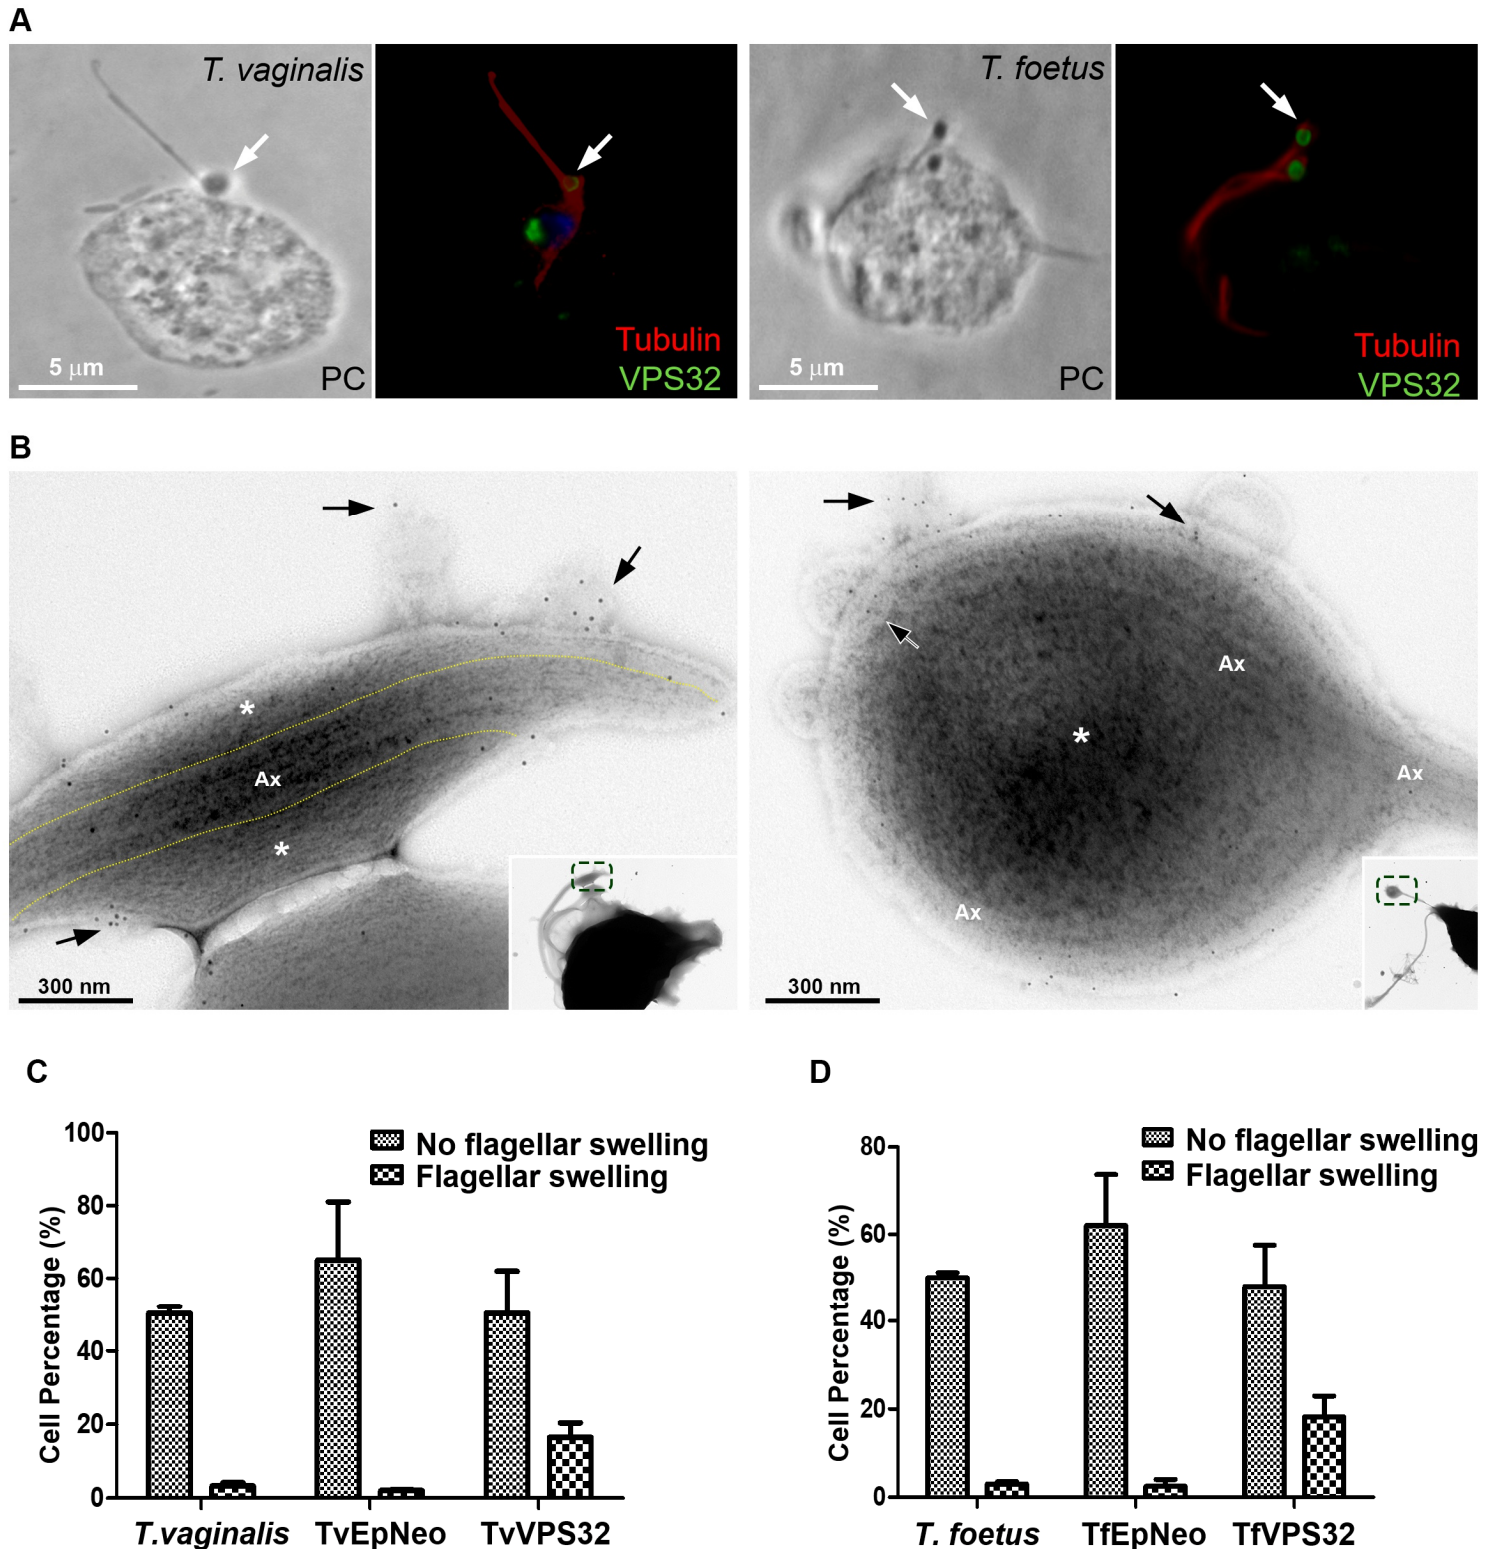 A
T. vaginalis
T. foetus
5 μm
PC
Tubulin
VPS32
5 μm
PC
Tubulin
VPS32
B
*
Ax
*
300 nm
Ax
*
Ax
Ax
300 nm
C
D
100
80
60
40
20
0
Cell Percentage (%)
No flagellar swelling
Flagellar swelling
T.vaginalis
TvEpNeo
TvVPS32
80
60
40
20
0
Cell Percentage (%)
No flagellar swelling
Flagellar swelling
T. foetus
TfEpNeo
TfVPS32